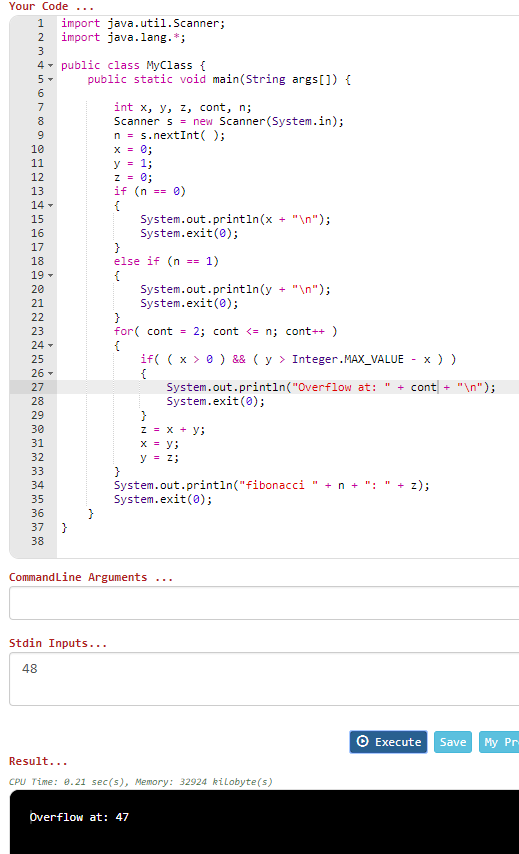 Your Code ...
1 import java.util.Scanner;
2 import java.lang.*;
3
4 public class MyClass {
5     public static void main(String args[]) {
6
7         int x, y, z, cont, n;
8         Scanner s = new Scanner(System.in);
9         n = s.nextInt( );
10         x = 0;
11         y = 1;
12         z = 0;
13         if (n == 0)
14         {
15             System.out.println(x + "\n");
16             System.exit(0);
17         }
18         else if (n == 1)
19         {
20             System.out.println(y + "\n");
21             System.exit(0);
22         }
23         for( cont = 2; cont <= n; cont++ )
24         {
25             if( ( x > 0 ) && ( y > Integer.MAX_VALUE - x ) )
26             {
27                 System.out.println("Overflow at: " + cont + "\n");
28                 System.exit(0);
29             }
30             z = x + y;
31             x = y;
32             y = z;
33         }
34         System.out.println("fibonacci " + n + ": " + z);
35         System.exit(0);
36     }
37 }
38
CommandLine Arguments ...
Stdin Inputs...
48
Execute Save My Pr
Result...
CPU Time: 0.21 sec(s), Memory: 32924 kilobyte(s)
Overflow at: 47